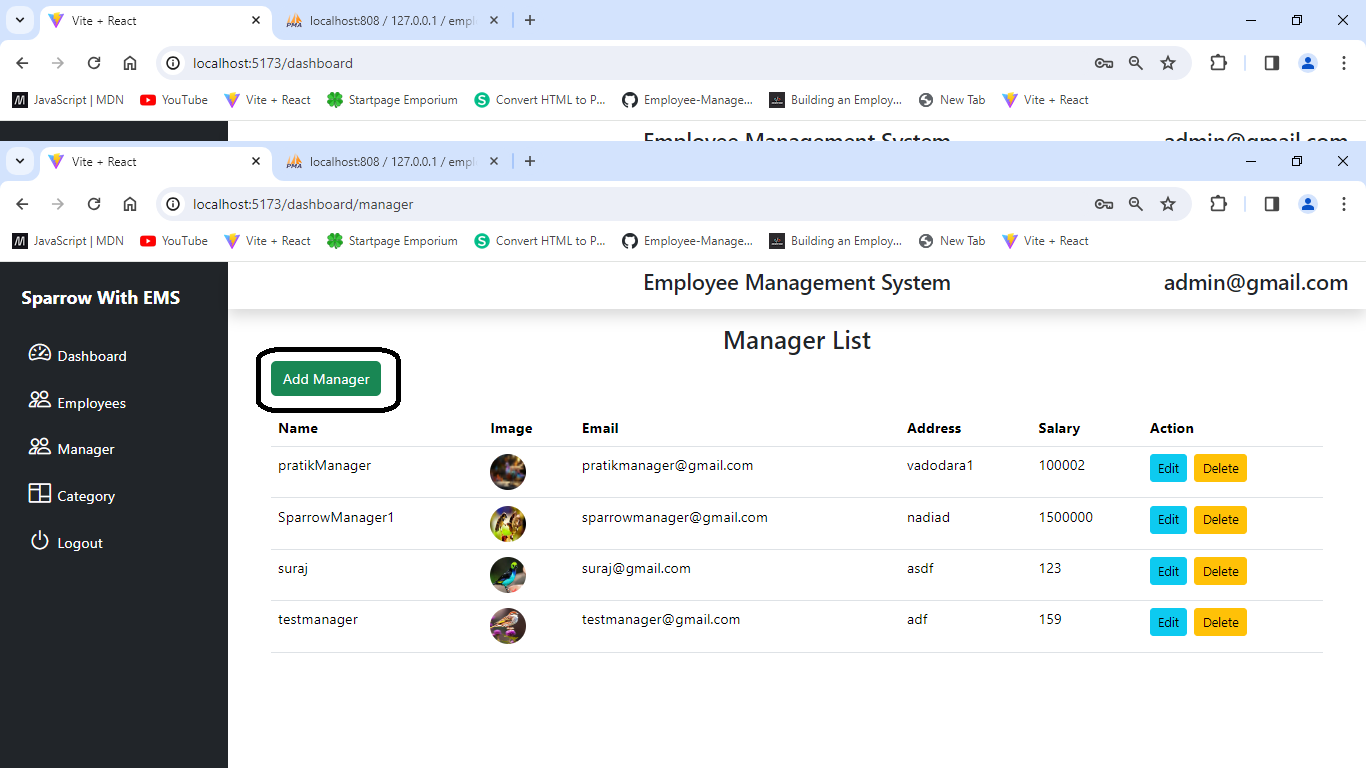 Vite + React localhost:808 / 127.0.0.1 / empl
localhost:5173/dashboard
JavaScript | MDN YouTube Vite + React Startpage Emporium Convert HTML to P... Employee-Manage... Building an Employ... New Tab Vite + React
Employee Management System admin@gmail.com
Vite + React localhost:808 / 127.0.0.1 / empl
localhost:5173/dashboard/manager
JavaScript | MDN YouTube Vite + React Startpage Emporium Convert HTML to P... Employee-Manage... Building an Employ... New Tab Vite + React
Sparrow With EMS
Dashboard
Employees
Manager
Category
Logout
Employee Management System admin@gmail.com
Manager List
Add Manager
Name Image Email Address Salary Action
pratikManager pratikmanager@gmail.com vadodara1 100002 Edit Delete
SparrowManager1 sparrowmanager@gmail.com nadiad 1500000 Edit Delete
suraj suraj@gmail.com asdf 123 Edit Delete
testmanager testmanager@gmail.com adf 159 Edit Delete